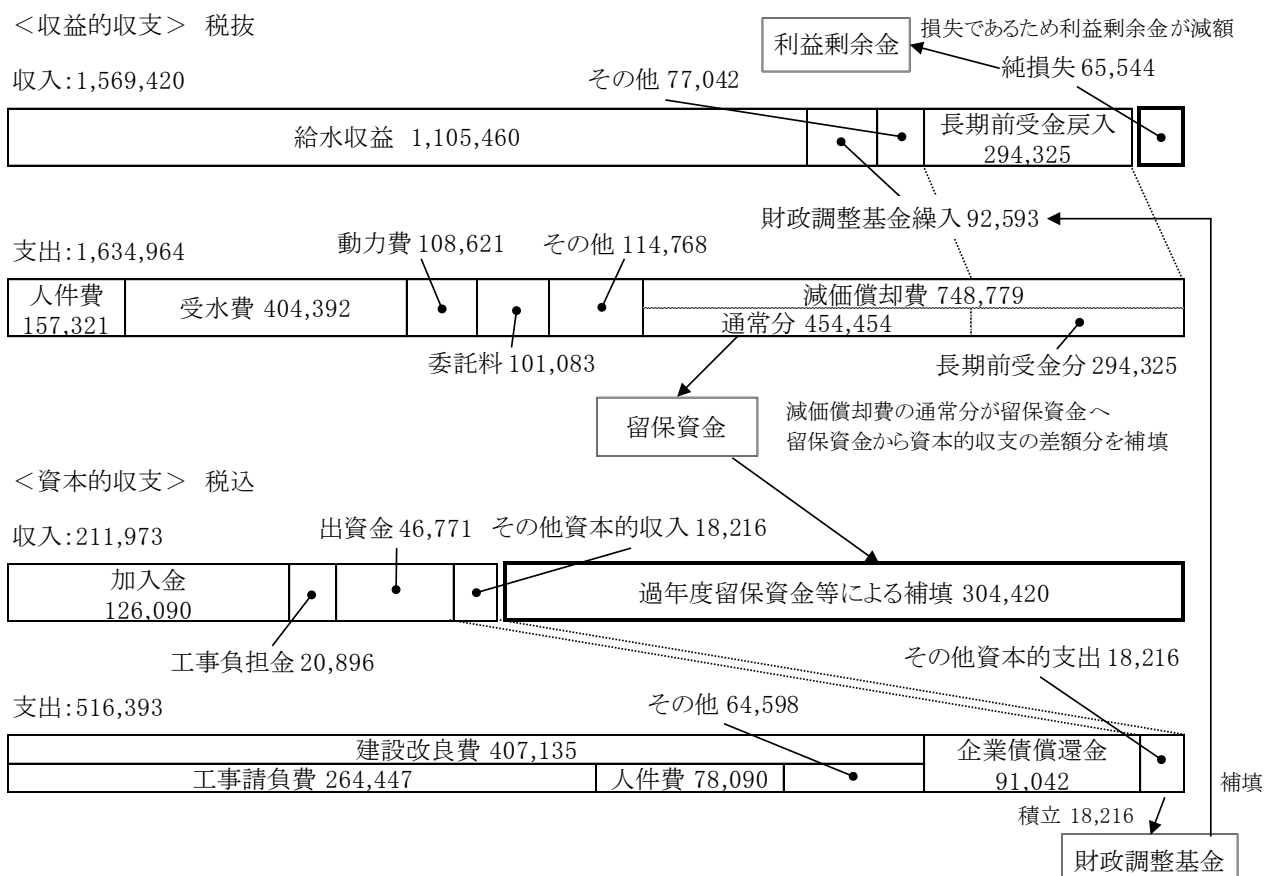 ＜収益的収支＞ 税抜
利益剰余金
損失であるため利益剰余金が減額
純損失 65,544
収入:1,569,420
その他 77,042
給水収益 1,105,460
長期前受金戻入
294,325
財政調整基金繰入 92,593
支出:1,634,964
動力費 108,621
その他 114,768
人件費
157,321
受水費 404,392
減価償却費 748,779
通常分 454,454
委託料 101,083
長期前受金分 294,325
留保資金
減価償却費の通常分が留保資金へ
留保資金から資本的収支の差額分を補填
＜資本的収支＞ 税込
収入:211,973
出資金 46,771
その他資本的収入 18,216
加入金
126,090
過年度留保資金等による補填 304,420
工事負担金 20,896
その他資本的支出 18,216
支出:516,393
その他 64,598
建設改良費 407,135
企業債償還金
91,042
工事請負費 264,447
人件費 78,090
補填
積立 18,216
財政調整基金